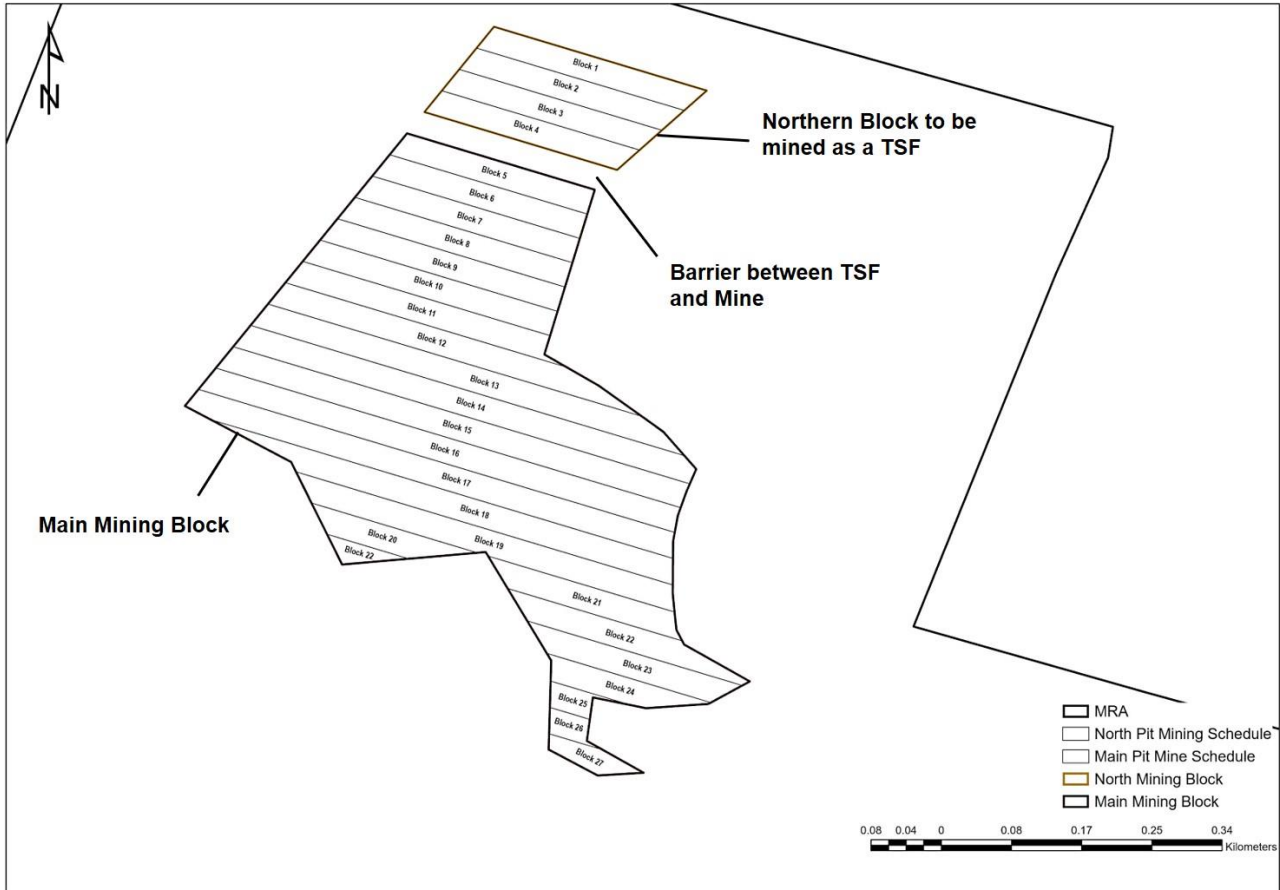 N
Block 1
Block 2
Block 3
Block 4
Northern Block to be
mined as a TSF
Block 5
Block 6
Block 7
Block 8
Block 9
Block 10
Block 11
Block 12
Block 13
Block 14
Block 15
Block 16
Block 17
Block 18
Block 19
Block 20
Block 22
Block 21
Block 22
Block 23
Block 24
Block 25
Block 26
Block 27
Barrier between TSF
and Mine
Main Mining Block
MRA
North Pit Mining Schedule
Main Pit Mine Schedule
North Mining Block
Main Mining Block
0.08 0.04 0 0.08 0.17 0.25 0.34
Kilometers